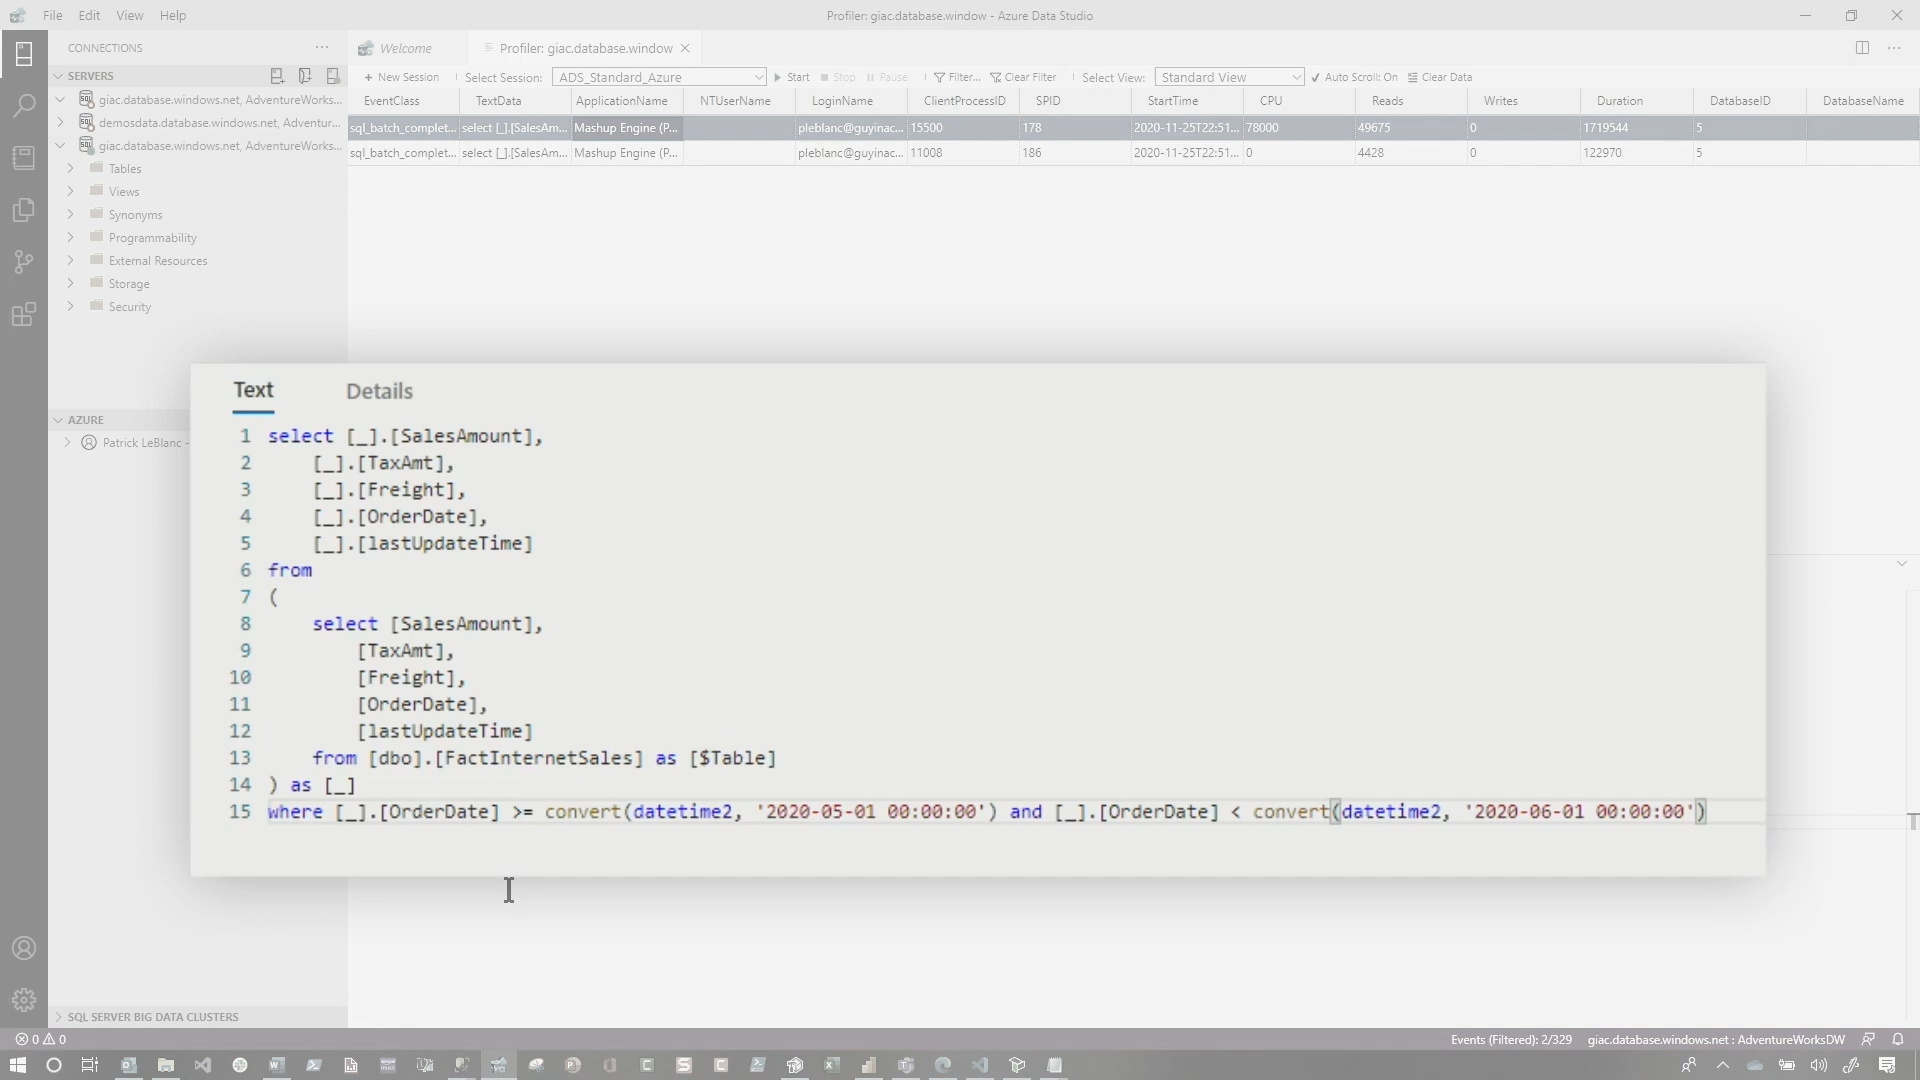 File Edit View Help
Profiler: giac.database.window - Azure Data Studio
CONNECTIONS
Welcome
Profiler: giac.database.window
SERVERS
New Session Select Session: ADS_Standard_Azure Start Stop Pause Filter... Clear Filter Select View: Standard View Auto Scroll: On Clear Data
giac.database.windows.net, AdventureWorks...
demosdata.database.windows.net, Adventur...
giac.database.windows.net, AdventureWorks...
Tables
Views
Synonyms
Programmability
External Resources
Storage
Security
EventClass TextData ApplicationName NTUserName LoginName ClientProcessID SPID StartTime CPU Reads Writes Duration DatabaseID DatabaseName
sql_batch_complet... select [_].[SalesAm... Mashup Engine (P... pleblanc@guyinac... 15500 178 2020-11-25T22:51... 78000 49675 0 1719544 5
sql_batch_complet... select [_].[SalesAm... Mashup Engine (P... pleblanc@guyinac... 11008 186 2020-11-25T22:51... 0 4428 0 122970 5
AZURE
Patrick LeBlanc -
Text Details
1 select [_].[SalesAmount],
2 [_].[TaxAmt],
3 [_].[Freight],
4 [_].[OrderDate],
5 [_].[lastUpdateTime]
6 from
7 (
8 select [SalesAmount],
9 [TaxAmt],
10 [Freight],
11 [OrderDate],
12 [lastUpdateTime]
13 from [dbo].[FactInternetSales] as [$Table]
14 ) as [_]
15 where [_].[OrderDate] >= convert(datetime2, '2020-05-01 00:00:00') and [_].[OrderDate] < convert(datetime2, '2020-06-01 00:00:00')
SQL SERVER BIG DATA CLUSTERS
0 0
Events (Filtered): 2/329 giac.database.windows.net : AdventureWorksDW